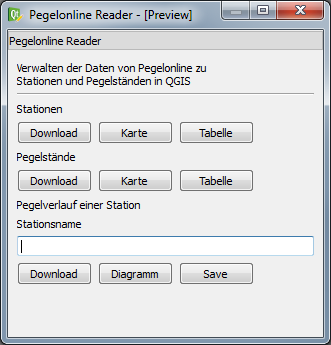 Pegelonline Reader - [Preview]
Pegelonline Reader
Verwalten der Daten von Pegelonline zu
Stationen und Pegelständen in QGIS
Stationen
Download Karte Tabelle
Pegelstände
Download Karte Tabelle
Pegelverlauf einer Station
Stationsname
Download Diagramm Save